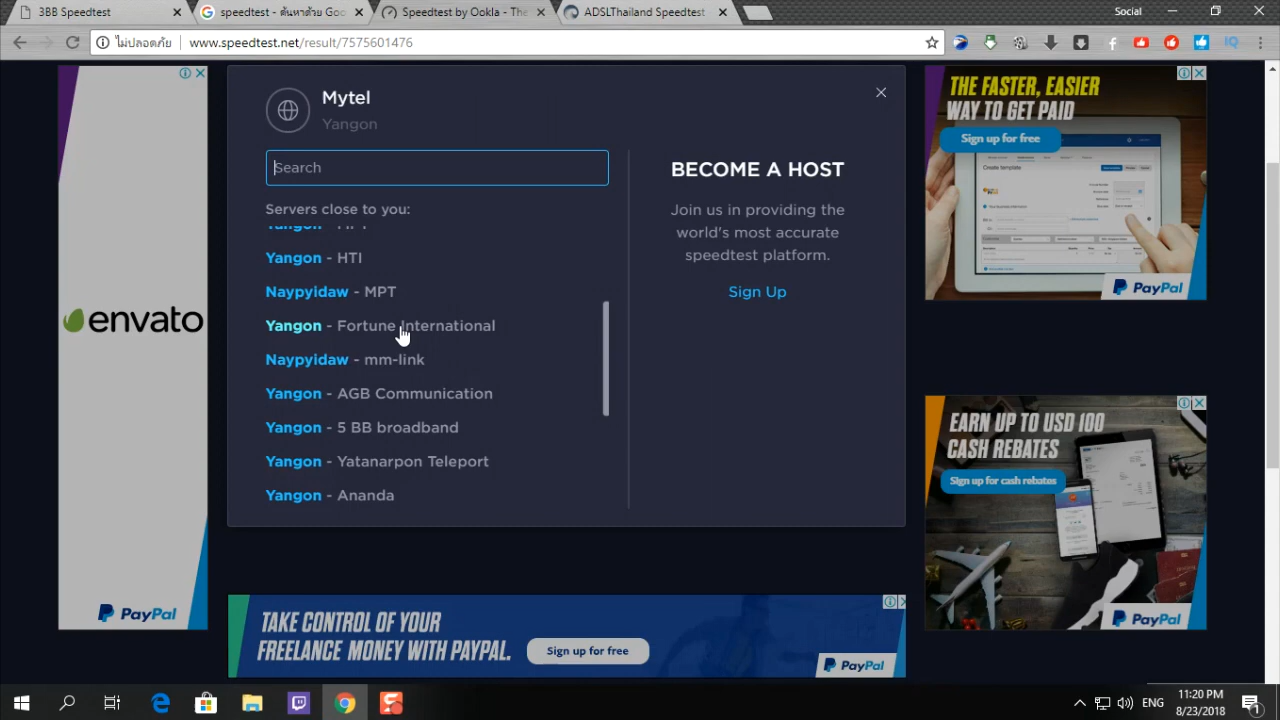 3BB Speedtest
speedtest - ค้นหาด้วย Goo
Speedtest by Ookla - The
ADSLThailand Speedtest
Social
ไม่ปลอดภัย
www.speedtest.net/result/7575601476
Mytel
Yangon
Search
Servers close to you:
Yangon - MPT
Yangon - HTI
Naypyidaw - MPT
Yangon - Fortune International
Naypyidaw - mm-link
Yangon - AGB Communication
Yangon - 5 BB broadband
Yangon - Yatanarpon Teleport
Yangon - Ananda
BECOME A HOST
Join us in providing the
world's most accurate
speedtest platform.
Sign Up
envato
PayPal
THE FASTER, EASIER
WAY TO GET PAID
Sign up for free
Create template
PayPal
EARN UP TO USD 100
CASH REBATES
Sign up for cash rebates
PayPal
TAKE CONTROL OF YOUR
FREELANCE MONEY WITH PAYPAL.
Sign up for free
PayPal
ENG
11:20 PM
8/23/2018
1